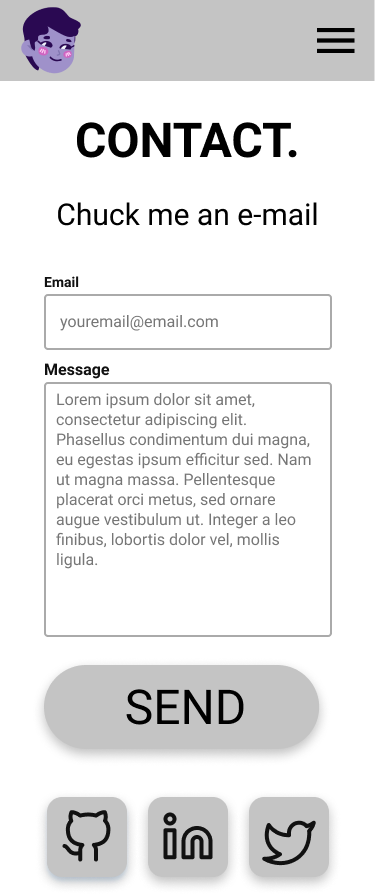 CONTACT.
Chuck me an e-mail
Email
youremail@email.com
Message
Lorem ipsum dolor sit amet,
consectetur adipiscing elit.
Phasellus condimentum dui magna,
eu egestas ipsum efficitur sed. Nam
ut magna massa. Pellentesque
placerat orci metus, sed ornare
augue vestibulum ut. Integer a leo
finibus, lobortis dolor vel, mollis
ligula.
SEND
in